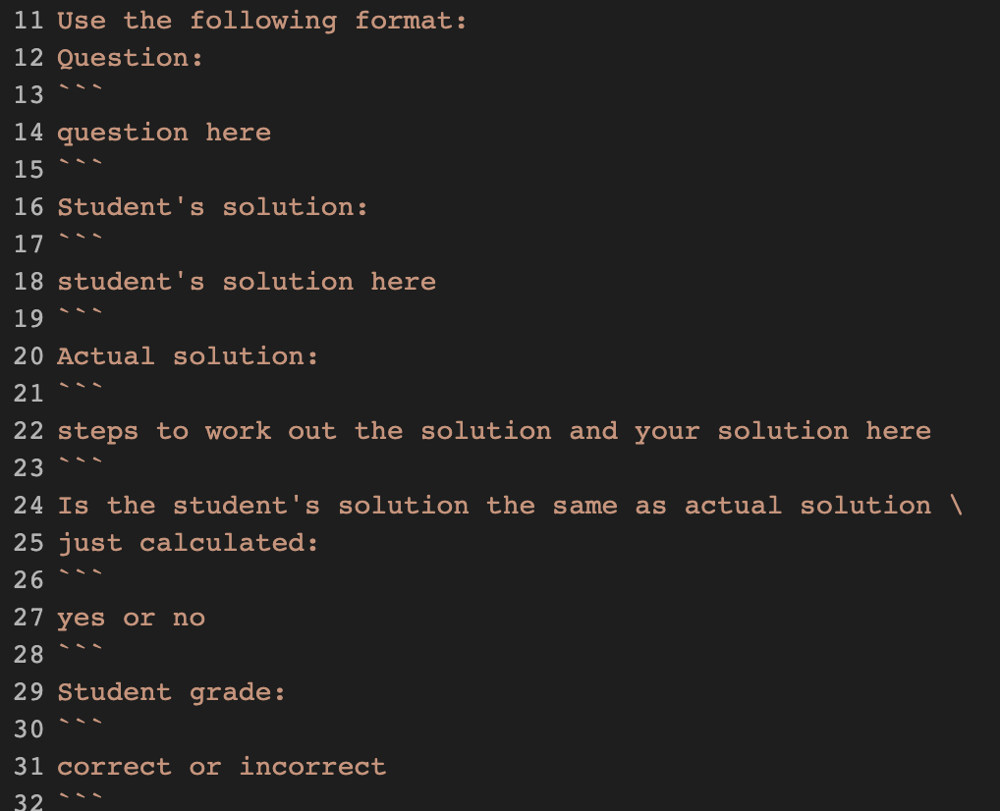 11 Use the following format:
12 Question:
13 ```
14 question here
15 ```
16 Student's solution:
17 ```
18 student's solution here
19 ```
20 Actual solution:
21 ```
22 steps to work out the solution and your solution here
23 ```
24 Is the student's solution the same as actual solution \
25 just calculated:
26 ```
27 yes or no
28 ```
29 Student grade:
30 ```
31 correct or incorrect
32 ```